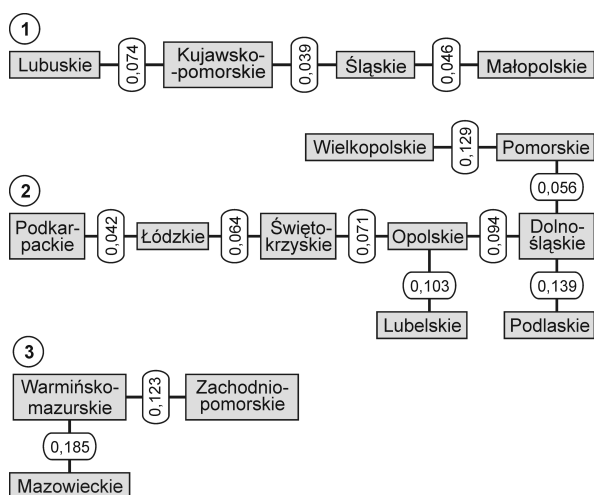 1
Lubuskie
0,074
Kujawsko-
-pomorskie
0,039
Śląskie
0,046
Małopolskie
Wielkopolskie
0,129
Pomorskie
0,056
2
Podkar-
packie
0,042
Łódzkie
0,064
Święto-
krzyskie
0,071
Opolskie
0,094
Dolno-
śląskie
0,103
0,139
Lubelskie
Podlaskie
3
Warmińsko-
mazurskie
0,123
Zachodnio-
pomorskie
0,185
Mazowieckie